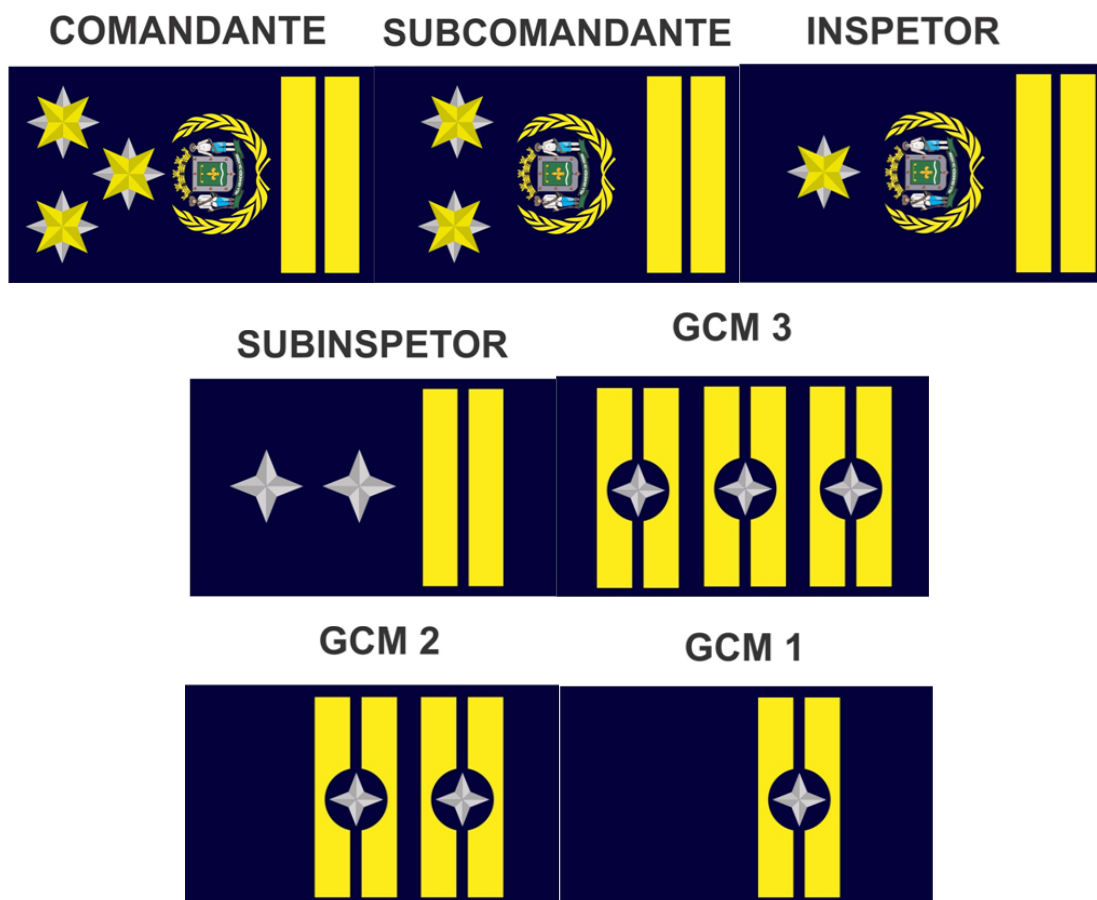 COMANDANTE
SUBCOMANDANTE
INSPETOR
SUBINSPETOR
GCM 3
GCM 2
GCM 1